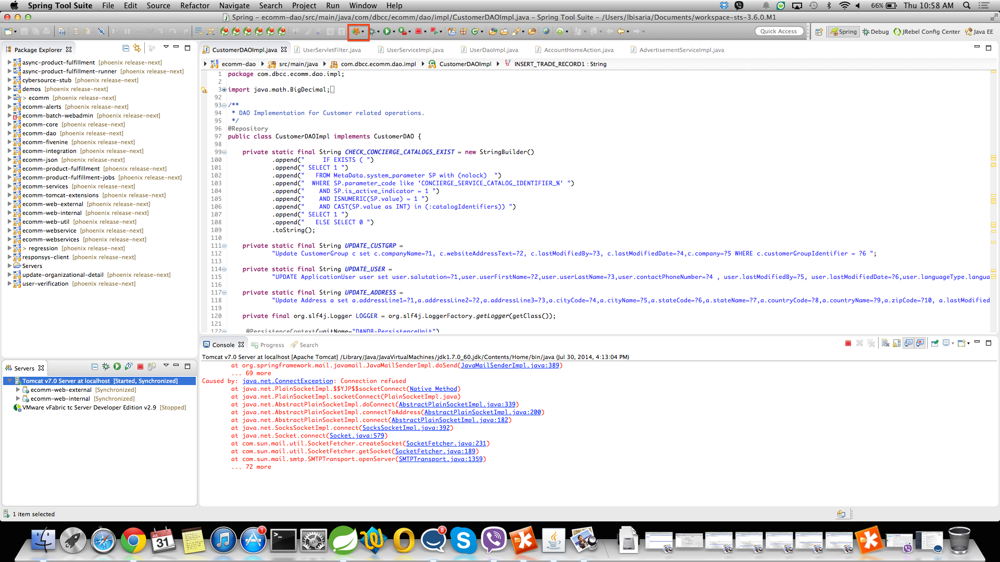 Spring Tool Suite File Edit Source Refactor Navigate Search Project Run Window Help 66% Thu 10:58 AM
Spring – ecomm-dao/src/main/java/com/dbcc/ecomm/dao/impl/CustomerDAOImpl.java – Spring Tool Suite – /Users/lbisaria/Documents/workspace-sts-3.6.0.M1
Quick Access Spring Debug JRebel Config Center Java EE
Package Explorer
async-product-fulfillment [phoenix release-next]
async-product-fulfillment-runner [phoenix release-next]
cybersource-stub [phoenix release-next]
demos [phoenix release-next]
> ecomm [phoenix release-next]
ecomm-alerts [phoenix release-next]
ecomm-batch-webadmin [phoenix release-next]
ecomm-core [phoenix release-next]
ecomm-dao [phoenix release-next]
ecomm-fivenine [phoenix release-next]
ecomm-integration [phoenix release-next]
ecomm-json [phoenix release-next]
ecomm-product-fulfillment [phoenix release-next]
ecomm-product-fulfillment-jobs [phoenix release-next]
ecomm-services [phoenix release-next]
ecomm-tomcat-extensions [phoenix release-next]
ecomm-web-external [phoenix release-next]
ecomm-web-internal [phoenix release-next]
ecomm-web-util [phoenix release-next]
ecomm-webservice [phoenix release-next]
ecomm-webservices [phoenix release-next]
> regression [phoenix release-next]
responsys-client [phoenix release-next]
Servers
update-organizational-detail [phoenix release-next]
user-verification [phoenix release-next]
CustomerDAOImpl.java UserServletFilter.java UserServiceImpl.java UserDaoImpl.java AccountHomeAction.java AdvertisementServiceImpl.java
ecomm-dao src/main/java com.dbcc.ecomm.dao.impl CustomerDAOImpl INSERT_TRADE_RECORD1 : String
1 package com.dbcc.ecomm.dao.impl;
2
3 import java.math.BigDecimal;
92
93 /**
94 * DAO Implementation for Customer related operations.
95 */
96 @Repository
97 public class CustomerDAOImpl implements CustomerDAO {
98
99 private static final String CHECK_CONCIERGE_CATALOGS_EXIST = new StringBuilder()
100 .append(" IF EXISTS ( ")
101 .append(" SELECT 1 ")
102 .append(" FROM MetaData.system_parameter SP with (nolock) ")
103 .append(" WHERE SP.parameter_code like 'CONCIERGE_SERVICE_CATALOG_IDENTIFIER_%' ")
104 .append(" AND SP.is_active_indicator = 1 ")
105 .append(" AND ISNUMERIC(SP.value) = 1 ")
106 .append(" AND CAST(SP.value as INT) in (:catalogIdentifiers)) ")
107 .append(" SELECT 1 ")
108 .append(" ELSE SELECT 0 ")
109 .toString();
110
111 private static final String UPDATE_CUSTGRP =
112 "Update CustomerGroup c set c.companyName=?1, c.websiteAddressText=?2, c.lastModifiedBy=?3, c.lastModifiedDate=?4,c.company=?5 WHERE c.customerGroupIdentifier = ?6 ";
113
114 private static final String UPDATE_USER =
115 "UPDATE ApplicationUser user set user.salutation=?1,user.userFirstName=?2,user.userLastName=?3,user.contactPhoneNumber=?4 , user.lastModifiedBy=?5, user.lastModifiedDate=?6,user.languageType.langua
116
117 private static final String UPDATE_ADDRESS =
118 "Update Address a set a.addressLine1=?1,a.addressLine2=?2,a.addressLine3=?3,a.cityCode=?4,a.cityName=?5,a.stateCode=?6,a.stateName=?7,a.countryCode=?8,a.countryName=?9,a.zipCode=?10, a.lastModified
119
120 private final org.slf4j.Logger LOGGER = org.slf4j.LoggerFactory.getLogger(getClass());
121
122 @PersistenceContext(unitName="DANDB-PersistenceUnit")
Console Progress Search
Tomcat v7.0 Server at localhost [Apache Tomcat] /Library/Java/JavaVirtualMachines/jdk1.7.0_60.jdk/Contents/Home/bin/java (Jul 30, 2014, 4:13:04 PM)
at org.springframework.mail.javamail.JavaMailSenderImpl.doSend(JavaMailSenderImpl.java:389)
... 69 more
Caused by: java.net.ConnectException: Connection refused
at java.net.PlainSocketImpl.$$YJP$$socketConnect(Native Method)
at java.net.PlainSocketImpl.socketConnect(PlainSocketImpl.java)
at java.net.AbstractPlainSocketImpl.doConnect(AbstractPlainSocketImpl.java:339)
at java.net.AbstractPlainSocketImpl.connectToAddress(AbstractPlainSocketImpl.java:200)
at java.net.AbstractPlainSocketImpl.connect(AbstractPlainSocketImpl.java:182)
at java.net.SocksSocketImpl.connect(SocksSocketImpl.java:392)
at java.net.Socket.connect(Socket.java:579)
at com.sun.mail.util.SocketFetcher.createSocket(SocketFetcher.java:231)
at com.sun.mail.util.SocketFetcher.getSocket(SocketFetcher.java:189)
at com.sun.mail.smtp.SMTPTransport.openServer(SMTPTransport.java:1359)
... 72 more
Servers
Tomcat v7.0 Server at localhost [Started, Synchronized]
ecomm-web-external [Synchronized]
ecomm-web-internal [Synchronized]
VMware vFabric tc Server Developer Edition v2.9 [Stopped]
1 item selected
JUL
31
1
8